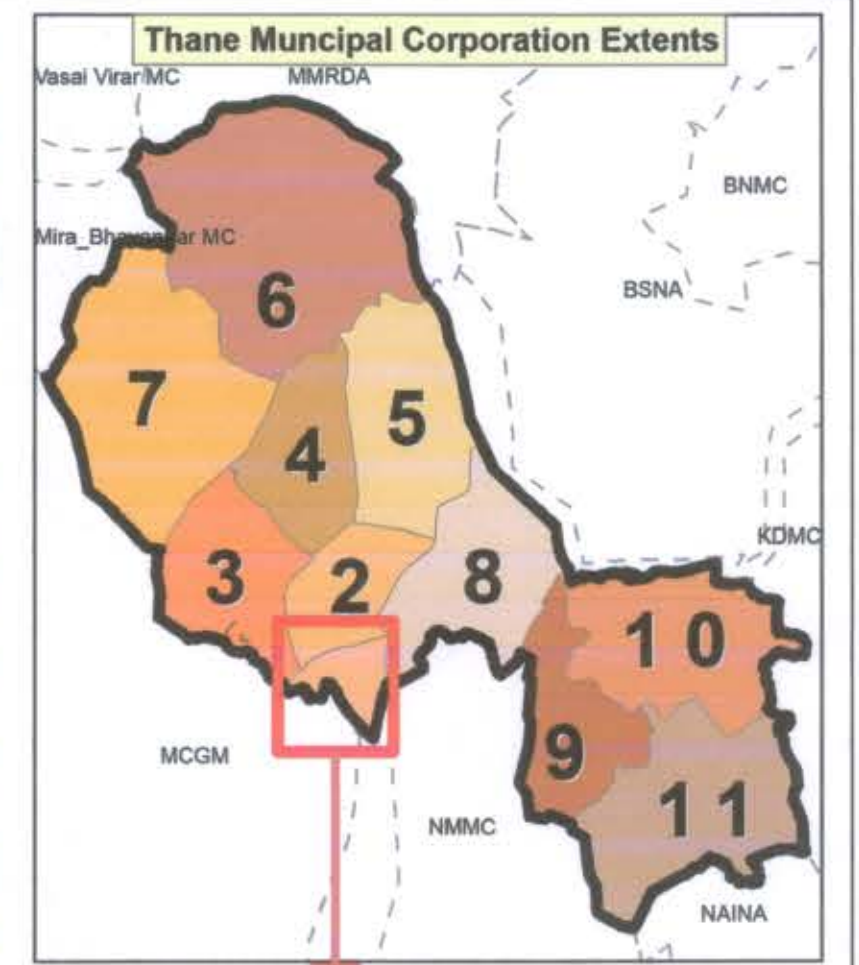 Thane Muncipal Corporation Extents
Vasai Virar MC
MMRDA
BNMC
Mira_Bhayankar MC
BSNA
6
7
5
4
KDMC
3
2
8
10
9
MCGM
11
NMMC
NAINA